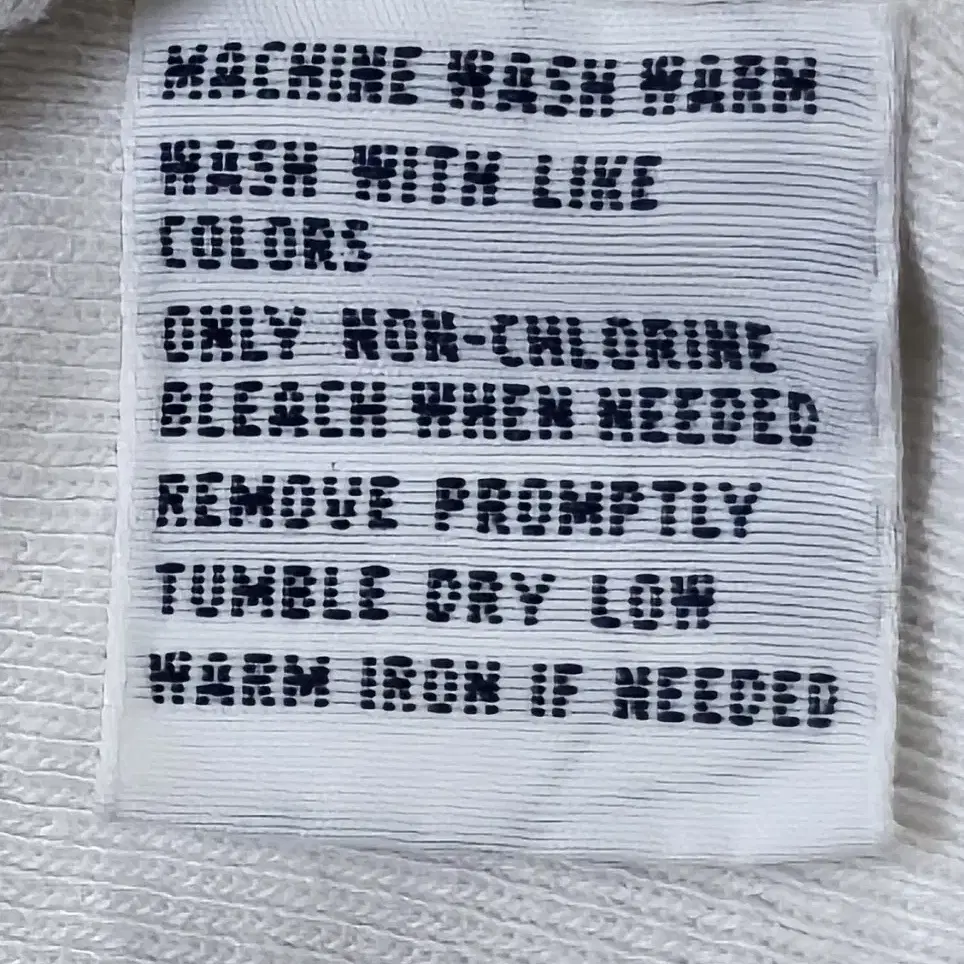 MACHINE WASH WARM
WASH WITH LIKE
COLORS
ONLY NON-CHLORINE
BLEACH WHEN NEEDED
REMOVE PROMPTLY
TUMBLE DRY LOW
WARM IRON IF NEEDED